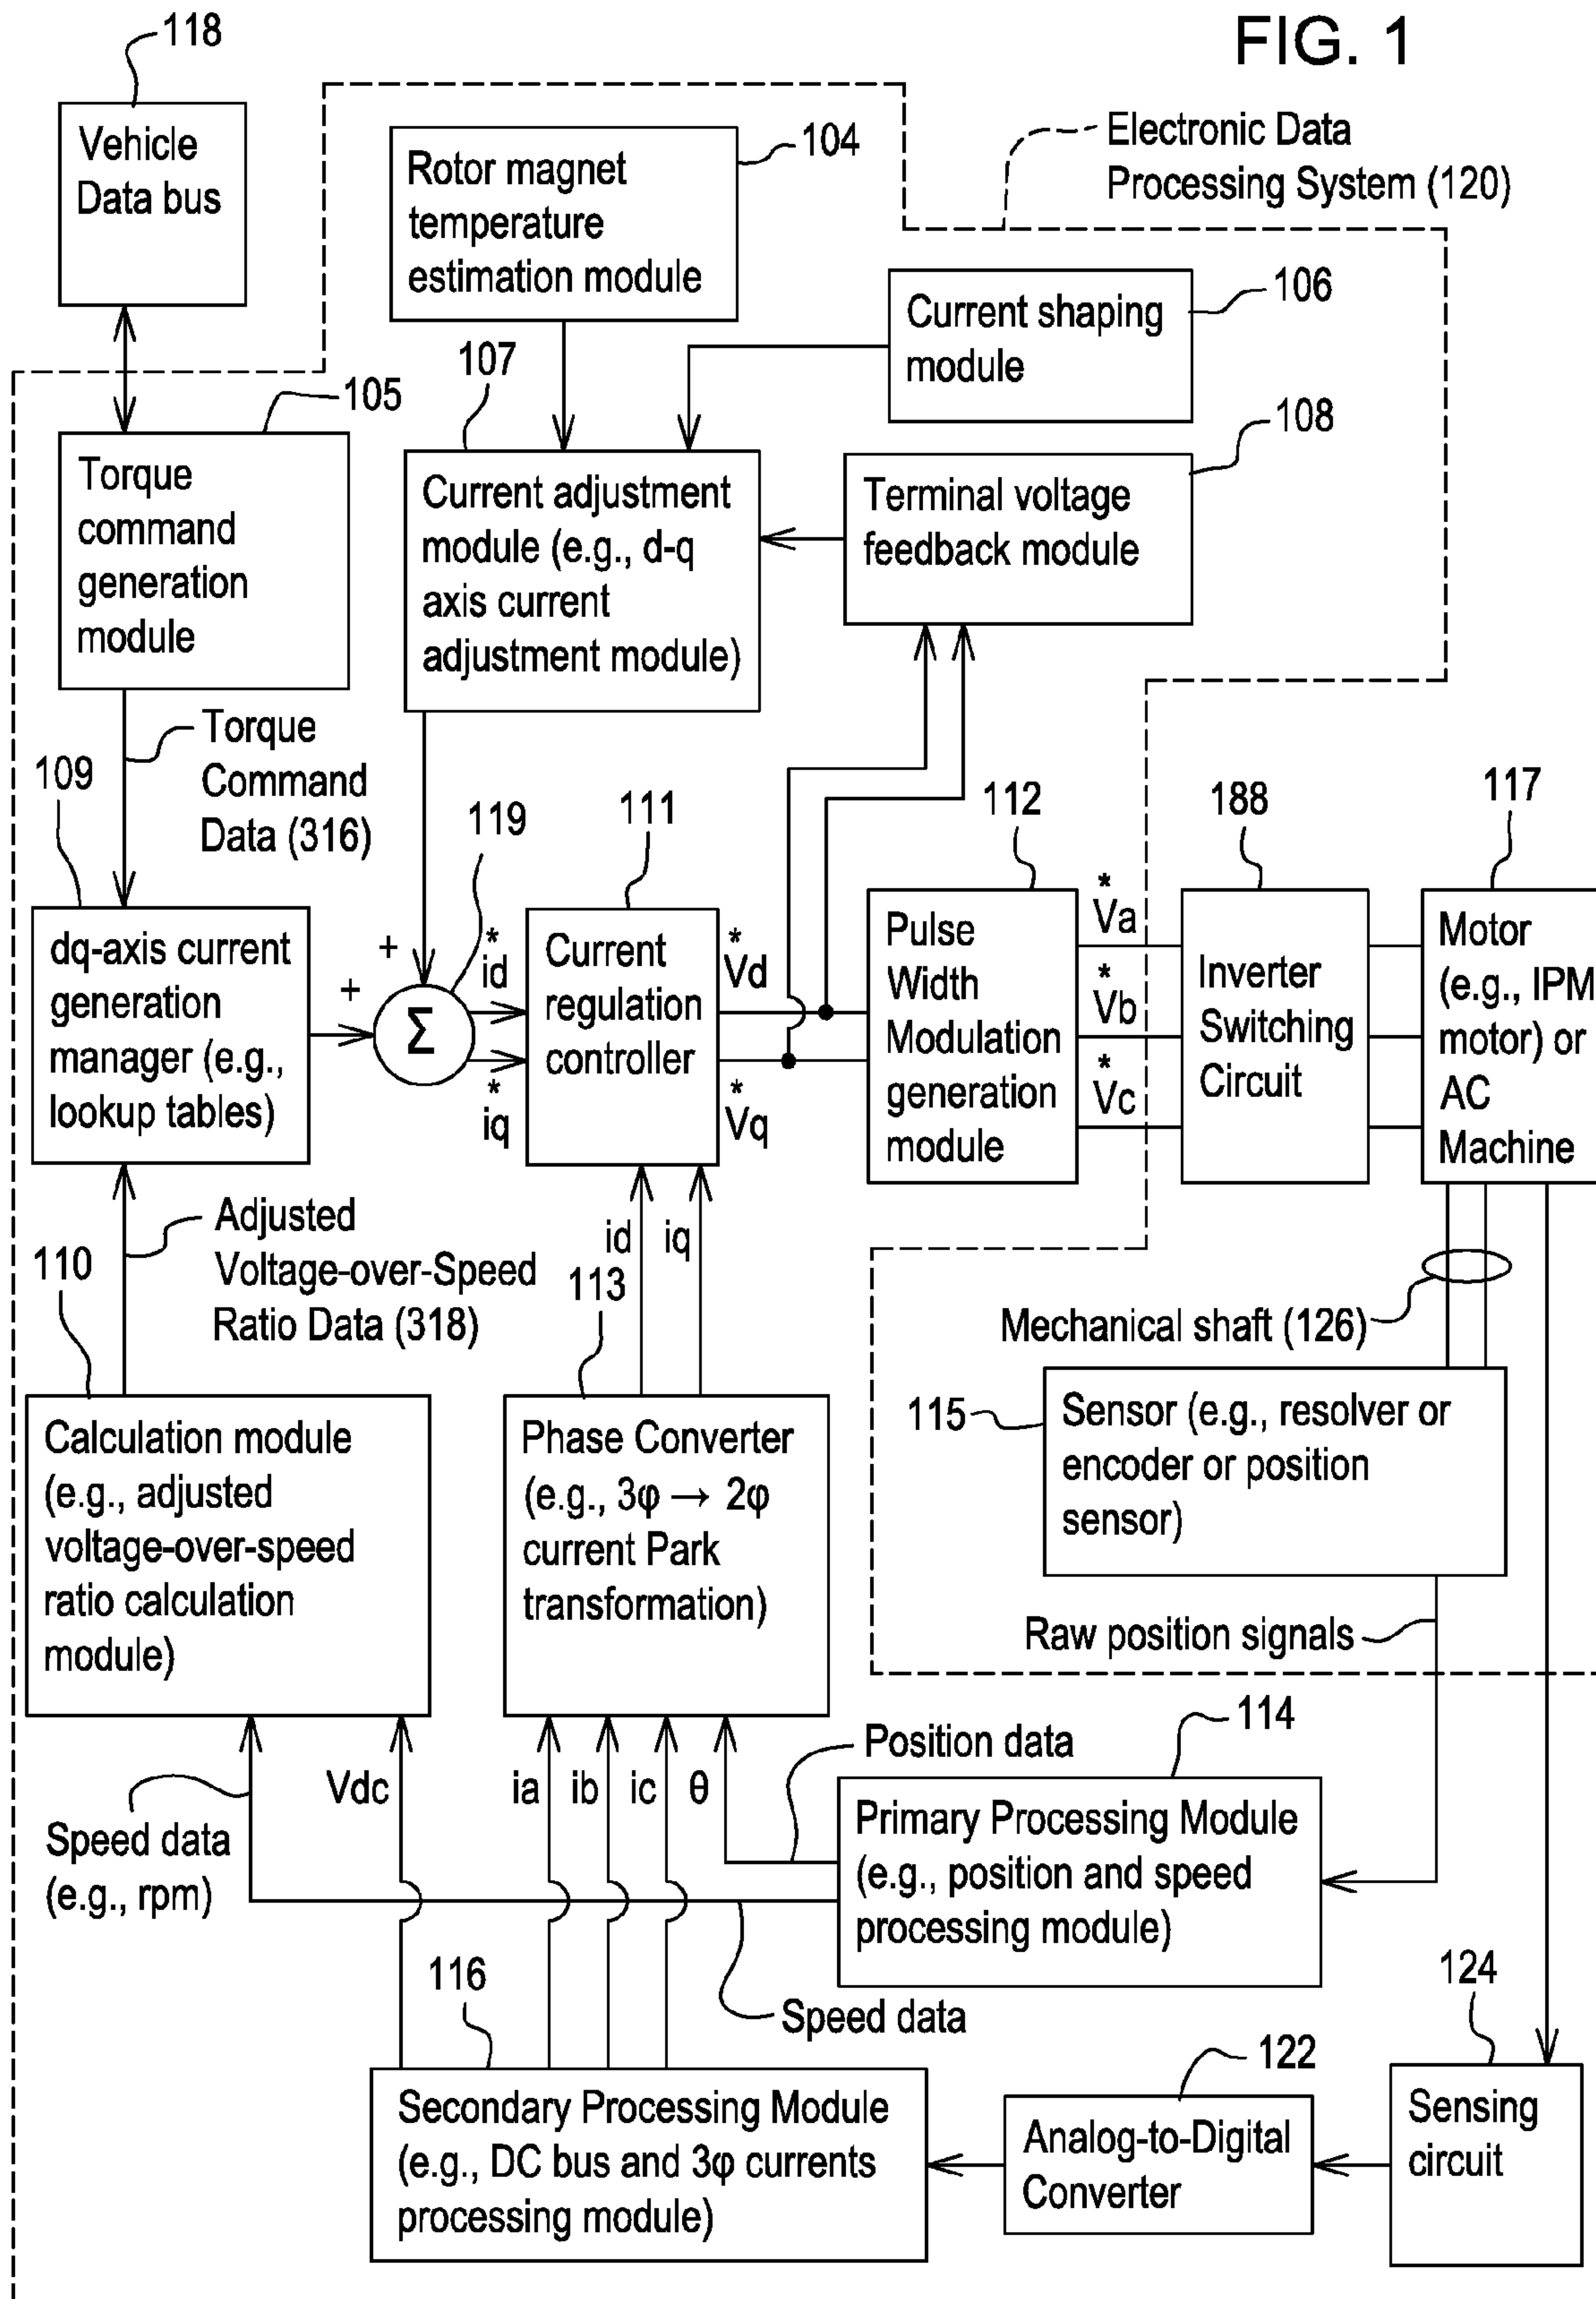 FIG. 1
118
Vehicle
Data bus
104
Rotor magnet
temperature
estimation module
Electronic Data
Processing System (120)
106
Current shaping
module
107
105
108
Torque
command
generation
module
Current adjustment
module (e.g., d-q
axis current
adjustment module)
Terminal voltage
feedback module
Torque
Command
Data (316)
109
119
111
112
188
117
dq-axis current
generation
manager (e.g.,
lookup tables)
+
+
Σ
*
id
*
iq
Current
regulation
controller
*
Vd
*
Vq
Pulse
Width
Modulation
generation
module
*
Va
*
Vb
*
Vc
Inverter
Switching
Circuit
Motor
(e.g., IPM
motor) or
AC
Machine
Adjusted
Voltage-over-Speed
Ratio Data (318)
110
id
iq
113
Mechanical shaft (126)
Calculation module
(e.g., adjusted
voltage-over-speed
ratio calculation
module)
Phase Converter
(e.g., 3φ → 2φ
current Park
transformation)
115
Sensor (e.g., resolver or
encoder or position
sensor)
Raw position signals
114
Position data
Vdc
ia
ib
ic
θ
Speed data
(e.g., rpm)
Primary Processing Module
(e.g., position and speed
processing module)
116
Speed data
124
122
Secondary Processing Module
(e.g., DC bus and 3φ currents
processing module)
Analog-to-Digital
Converter
Sensing
circuit